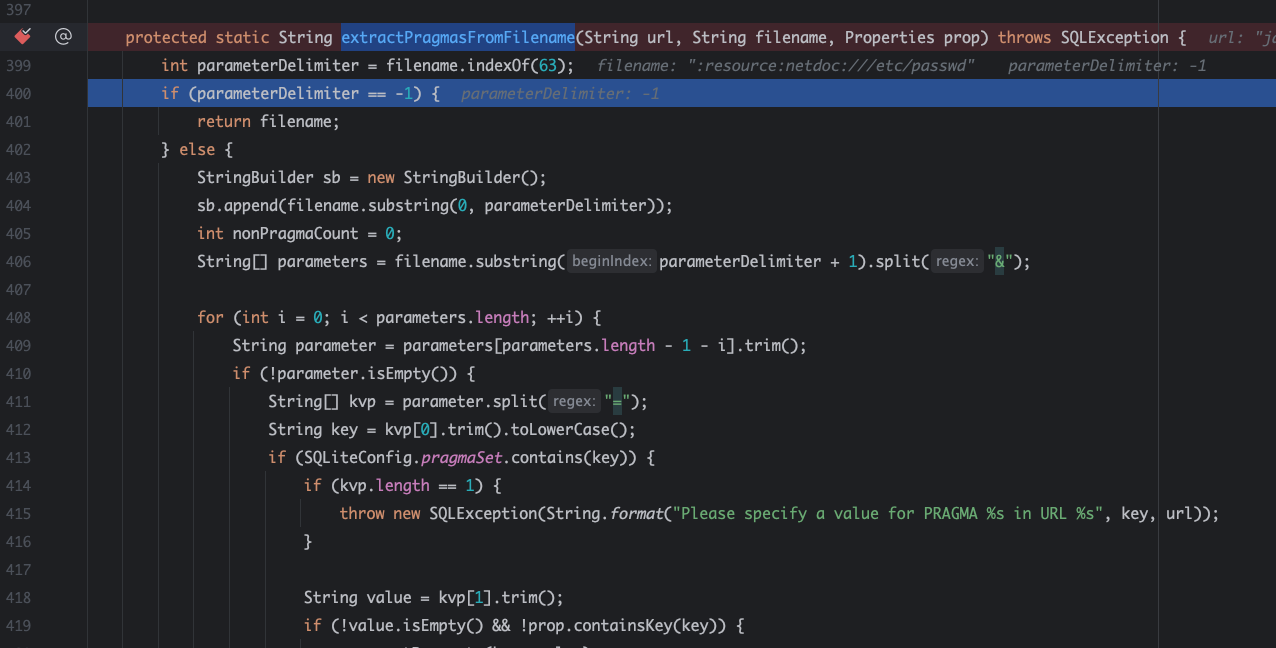 397
protected static String extractPragmasFromFilename(String url, String filename, Properties prop) throws SQLException {   url: "jd
399 int parameterDelimiter = filename.indexOf(63);   filename: ":resource:netdoc:///etc/passwd"   parameterDelimiter: -1
400 if (parameterDelimiter == -1) {   parameterDelimiter: -1
401 return filename;
402 } else {
403 StringBuilder sb = new StringBuilder();
404 sb.append(filename.substring(0, parameterDelimiter));
405 int nonPragmaCount = 0;
406 String[] parameters = filename.substring( beginIndex: parameterDelimiter + 1).split( regex: "&");
407
408 for (int i = 0; i < parameters.length; ++i) {
409 String parameter = parameters[parameters.length - 1 - i].trim();
410 if (!parameter.isEmpty()) {
411 String[] kvp = parameter.split( regex: "=");
412 String key = kvp[0].trim().toLowerCase();
413 if (SQLiteConfig.pragmaSet.contains(key)) {
414 if (kvp.length == 1) {
415 throw new SQLException(String.format("Please specify a value for PRAGMA %s in URL %s", key, url));
416 }
417
418 String value = kvp[1].trim();
419 if (!value.isEmpty() && !prop.containsKey(key)) {